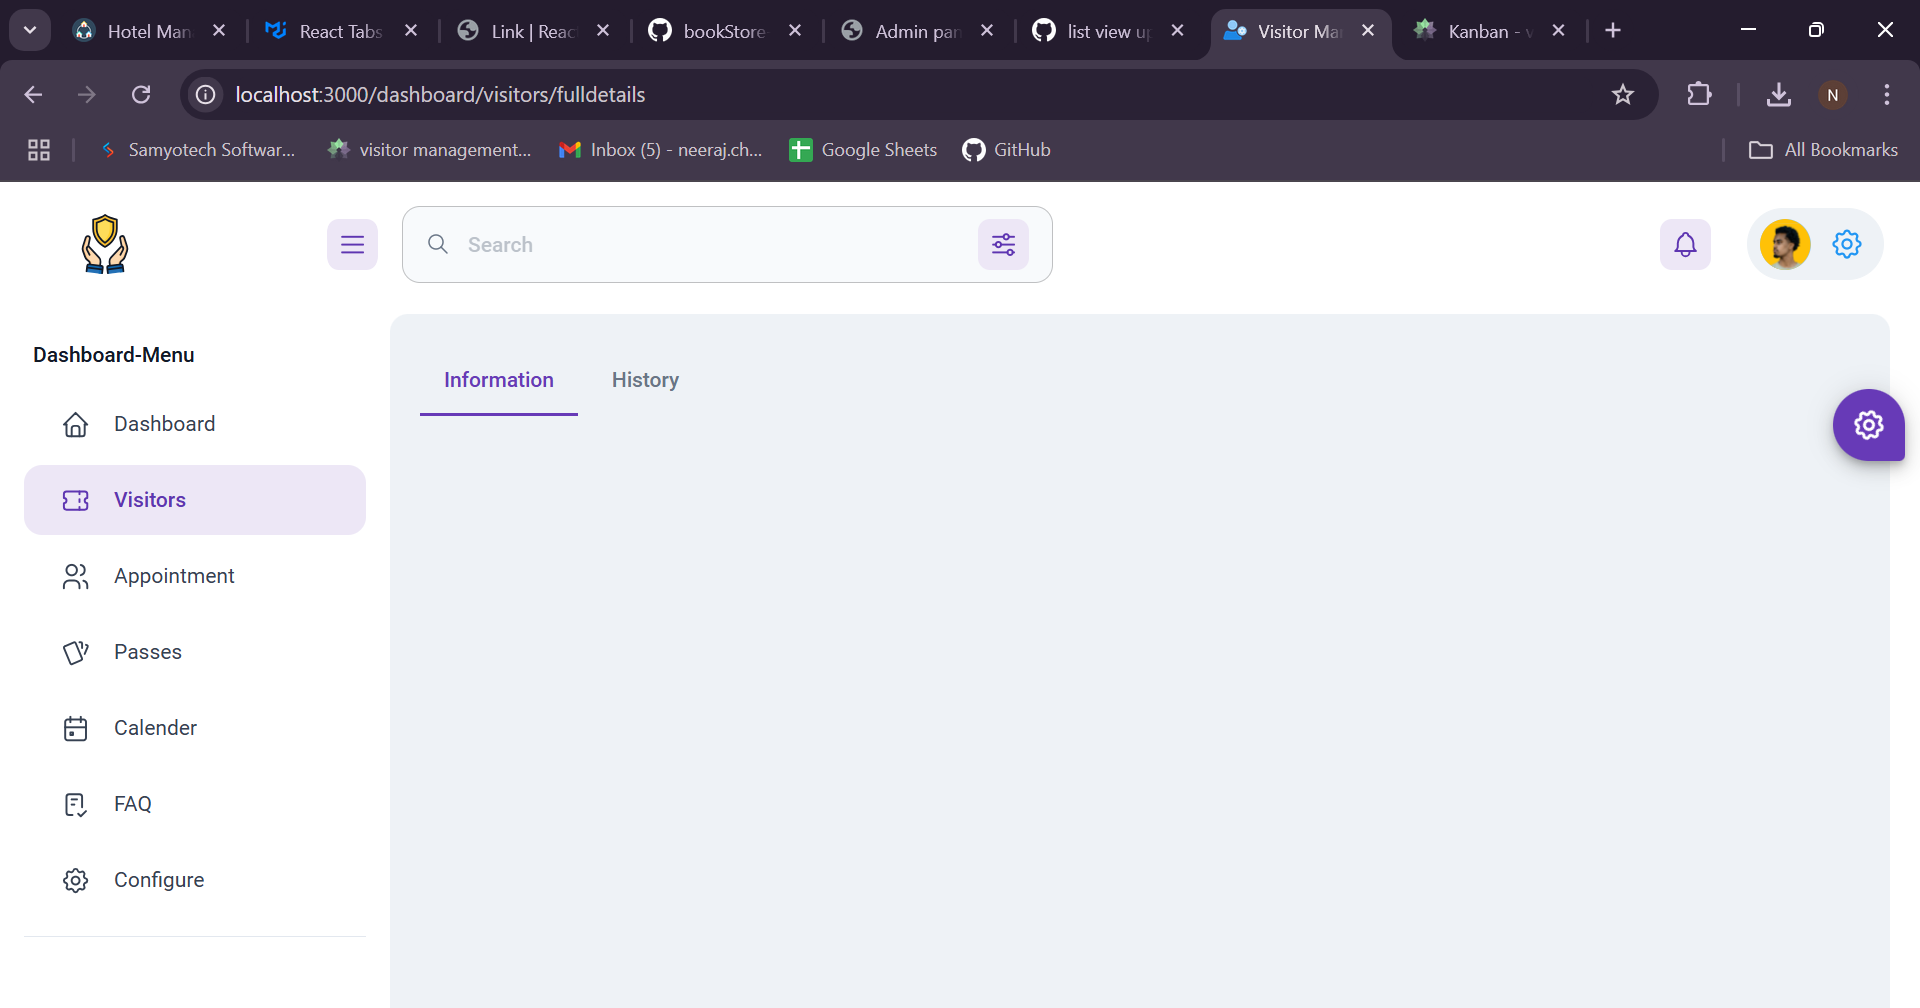 Hotel Man
React Tabs
Link | Reac
bookStore-
Admin pan
list view up
Visitor Ma
Kanban - v
localhost:3000/dashboard/visitors/fulldetails
N
Samyotech Softwar...
visitor management...
Inbox (5) - neeraj.ch...
Google Sheets
GitHub
All Bookmarks
Search
Dashboard-Menu
Information
History
Dashboard
Visitors
Appointment
Passes
Calender
FAQ
Configure